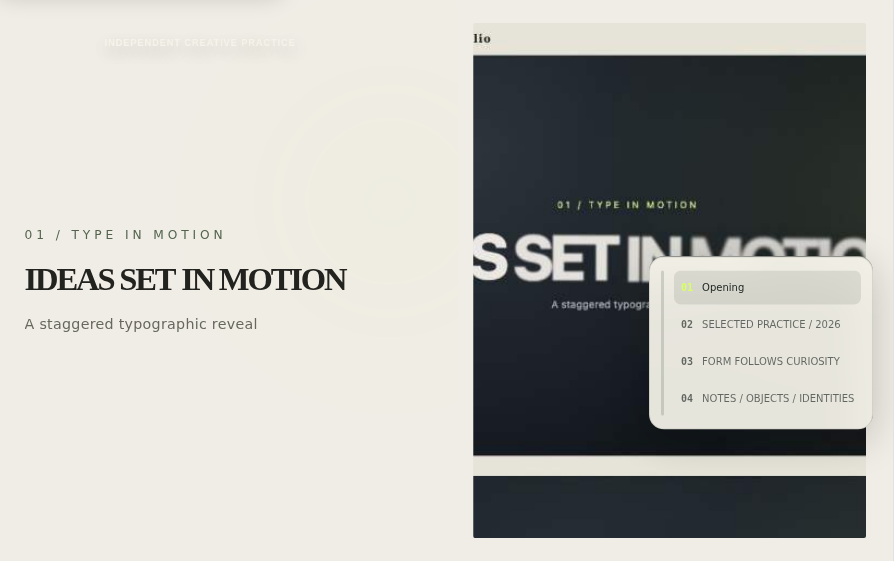 INDEPENDENT CREATIVE PRACTICE
01 / TYPE IN MOTION
IDEAS SET IN MOTION
A staggered typographic reveal
lio
01 / TYPE IN MOTION
S SET IN MOTIO
A staggered typogra
01 Opening
02 SELECTED PRACTICE / 2026
03 FORM FOLLOWS CURIOSITY
04 NOTES / OBJECTS / IDENTITIES